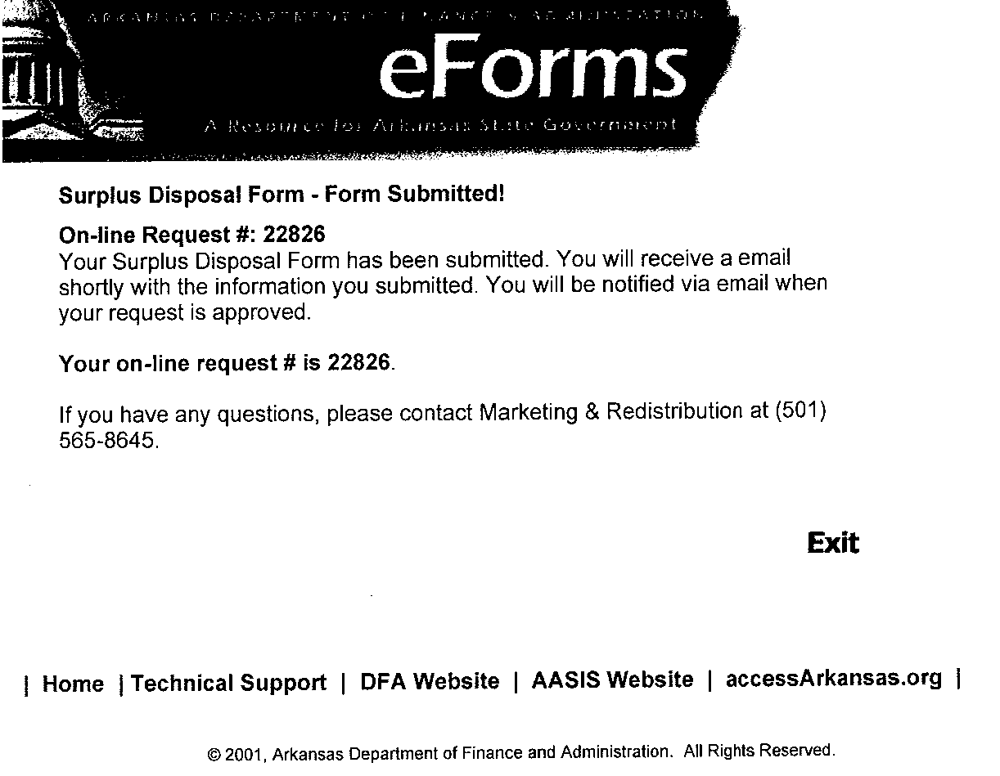 ARKANSAS DEPARTMENT OF FINANCE & ADMINISTRATION
eForms
A Resource for Arkansas State Government
Surplus Disposal Form - Form Submitted!
On-line Request #: 22826
Your Surplus Disposal Form has been submitted. You will receive a email
shortly with the information you submitted. You will be notified via email when
your request is approved.
Your on-line request # is 22826.
If you have any questions, please contact Marketing & Redistribution at (501)
565-8645.
Exit
| Home | Technical Support | DFA Website | AASIS Website | accessArkansas.org |
© 2001, Arkansas Department of Finance and Administration. All Rights Reserved.